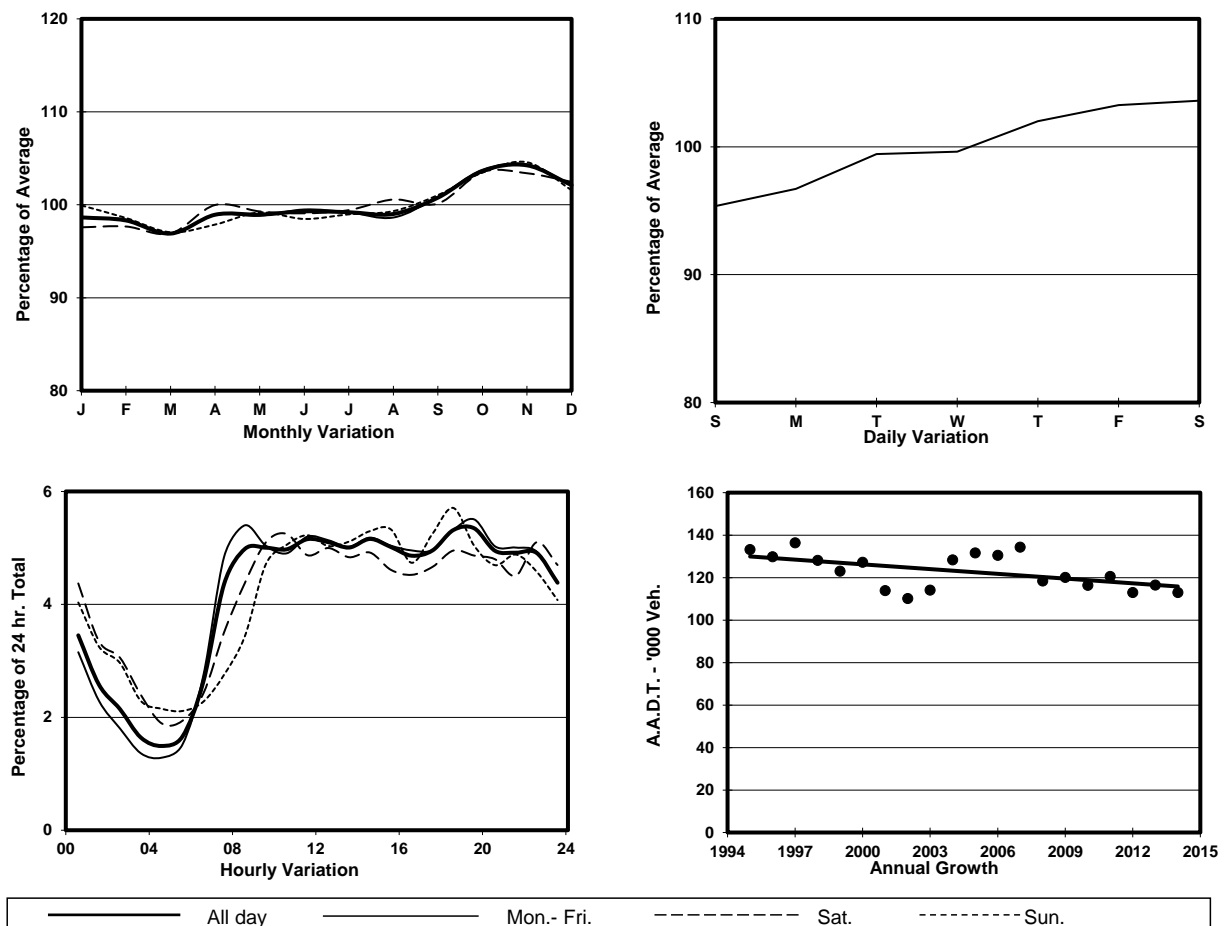 120
110
100
90
80
Percentage of Average
J F M A M J J A S O N D
Monthly Variation
110
100
90
80
Percentage of Average
S M T W T F S
Daily Variation
6
4
2
0
Percentage of 24 hr. Total
00 04 08 12 16 20 24
Hourly Variation
160
140
120
100
80
60
40
20
0
A.A.D.T. - '000 Veh.
1994 1997 2000 2003 2006 2009 2012 2015
Annual Growth
All day Mon.- Fri. Sat. Sun.